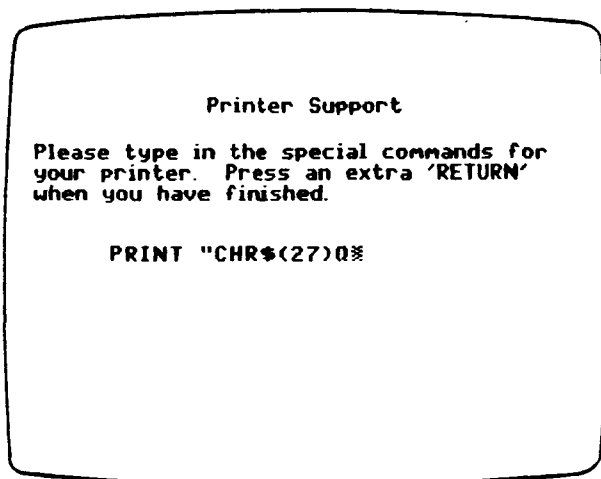 Printer Support
Please type in the special commands for
your printer. Press an extra 'RETURN'
when you have finished.
PRINT "CHR$(27)Q